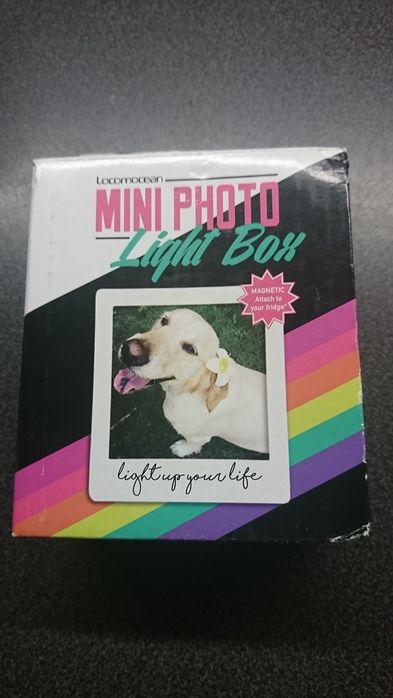 Locomocean
MINI PHOTO
Light Box
MAGNETIC
Attach to
your fridge*
light up your life